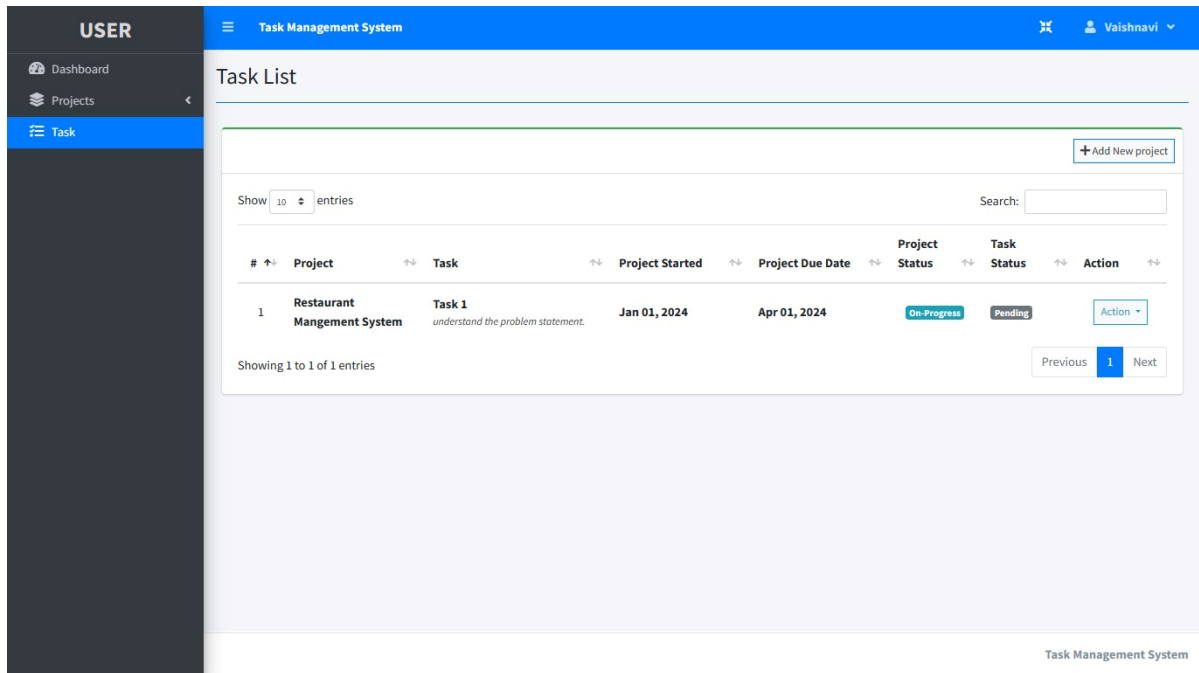 USER
Task Management System
Vaishnavi
Dashboard
Projects
Task
Task List
Add New project
Show 10 entries
Search:
# Project Task Project Started Project Due Date Project Status Task Status Action
1 Restaurant Mangement System Task 1 Jan 01, 2024 Apr 01, 2024 On-Progress Pending Action
understand the problem statement.
Showing 1 to 1 of 1 entries
Previous 1 Next
Task Management System